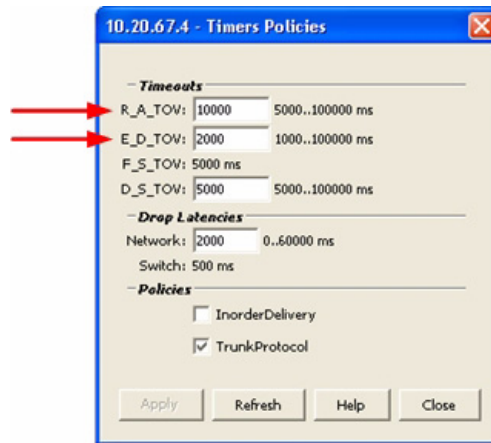 10.20.67.4 - Timers Policies
Timeouts
R_A_TOV: 10000 5000..100000 ms
E_D_TOV: 2000 1000..100000 ms
F_S_TOV: 5000 ms
D_S_TOV: 5000 5000..100000 ms
Drop Latencies
Network: 2000 0..60000 ms
Switch: 500 ms
Policies
InorderDelivery
TrunkProtocol
Apply Refresh Help Close